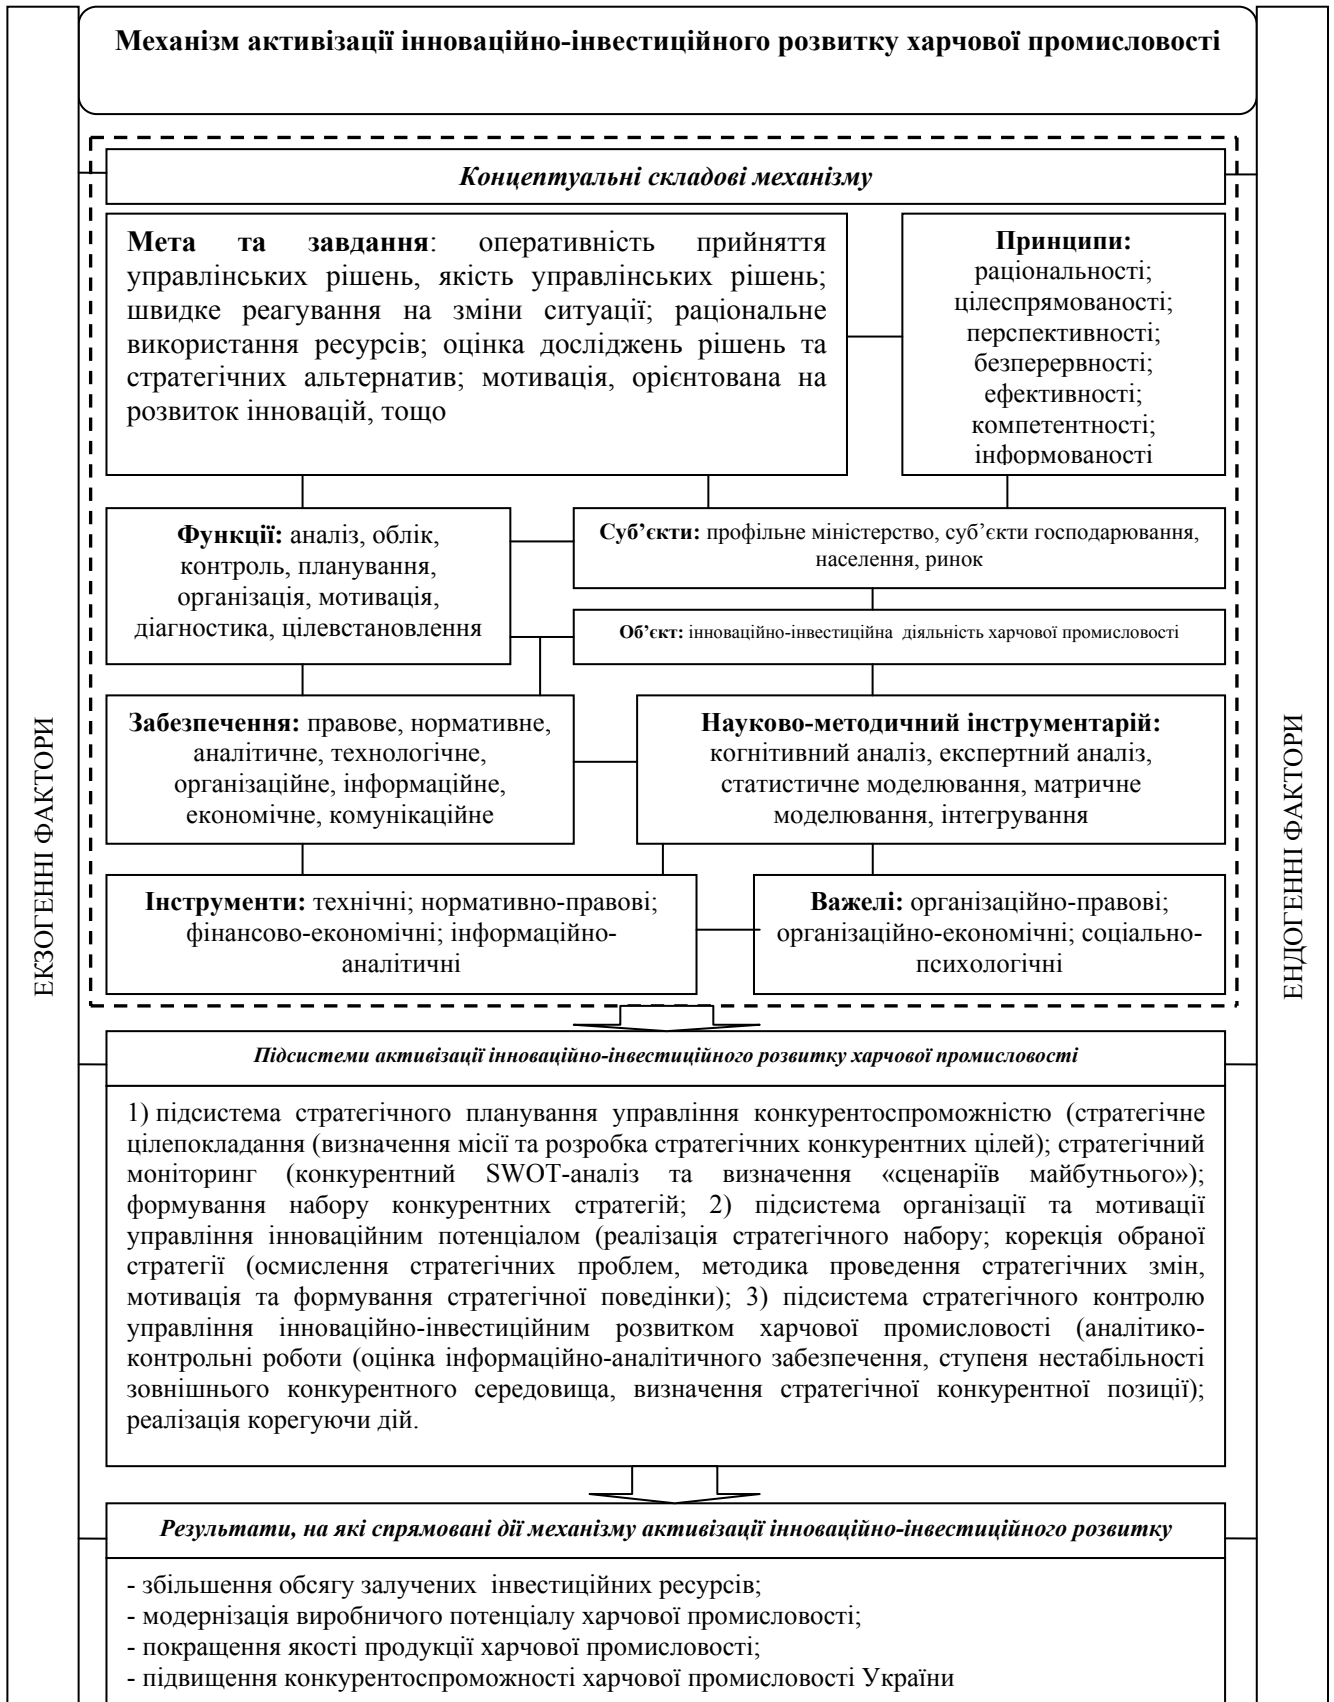 Механізм активізації інноваційно-інвестиційного розвитку харчової промисловості
Концептуальні складові механізму
Мета та завдання: оперативність прийняття
управлінських рішень, якість управлінських рішень;
швидке реагування на зміни ситуації; раціональне
використання ресурсів; оцінка досліджень рішень та
стратегічних альтернатив; мотивація, орієнтована на
розвиток інновацій, тощо
Принципи:
раціональності;
цілеспрямованості;
перспективності;
безперервності;
ефективності;
компетентності;
інформованості
Функції: аналіз, облік,
контроль, планування,
організація, мотивація,
діагностика, цілевстановлення
Суб’єкти: профільне міністерство, суб’єкти господарювання,
населення, ринок
Об’єкт: інноваційно-інвестиційна діяльність харчової промисловості
Забезпечення: правове, нормативне,
аналітичне, технологічне,
організаційне, інформаційне,
економічне, комунікаційне
Науково-методичний інструментарій:
когнітивний аналіз, експертний аналіз,
статистичне моделювання, матричне
моделювання, інтегрування
Інструменти: технічні; нормативно-правові;
фінансово-економічні; інформаційно-
аналітичні
Важелі: організаційно-правові;
організаційно-економічні; соціально-
психологічні
ЕКЗОГЕННІ ФАКТОРИ
ЕНДОГЕННІ ФАКТОРИ
Підсистеми активізації інноваційно-інвестиційного розвитку харчової промисловості
1) підсистема стратегічного планування управління конкурентоспроможністю (стратегічне
цілепокладання (визначення місії та розробка стратегічних конкурентних цілей); стратегічний
моніторинг (конкурентний SWOT-аналіз та визначення «сценаріїв майбутнього»);
формування набору конкурентних стратегій; 2) підсистема організації та мотивації
управління інноваційним потенціалом (реалізація стратегічного набору; корекція обраної
стратегії (осмислення стратегічних проблем, методика проведення стратегічних змін,
мотивація та формування стратегічної поведінки); 3) підсистема стратегічного контролю
управління інноваційно-інвестиційним розвитком харчової промисловості (аналітико-
контрольні роботи (оцінка інформаційно-аналітичного забезпечення, ступеня нестабільності
зовнішнього конкурентного середовища, визначення стратегічної конкурентної позиції);
реалізація корегуючи дій.
Результати, на які спрямовані дії механізму активізації інноваційно-інвестиційного розвитку
- збільшення обсягу залучених інвестиційних ресурсів;
- модернізація виробничого потенціалу харчової промисловості;
- покращення якості продукції харчової промисловості;
- підвищення конкурентоспроможності харчової промисловості України